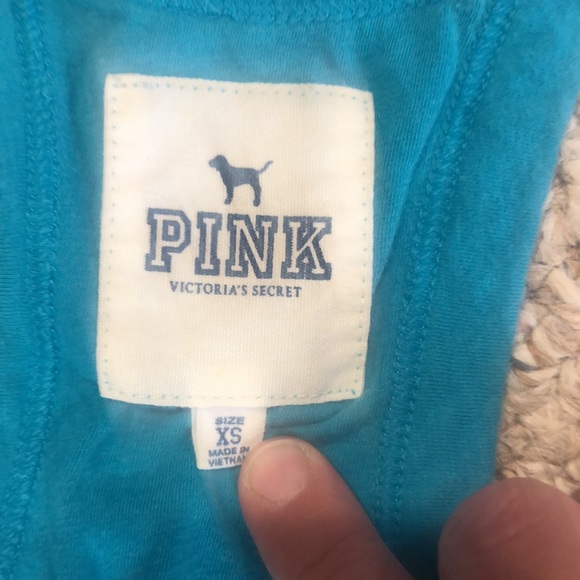 PINK
VICTORIA'S SECRET
SIZE
XS
MADE IN
VIETNAM